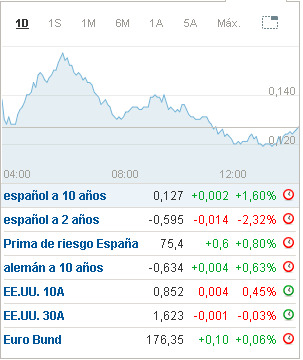 1D 1S 1M 6M 1A 5A Máx.
0,140
0,120
04:00 08:00 12:00
español a 10 años 0,127 +0,002 +1,60%
español a 2 años -0,595 -0,014 -2,32%
Prima de riesgo España 75,4 +0,6 +0,80%
alemán a 10 años -0,634 +0,004 +0,63%
EE.UU. 10A 0,852 0,004 0,45%
EE.UU. 30A 1,623 -0,001 -0,03%
Euro Bund 176,35 +0,10 +0,06%